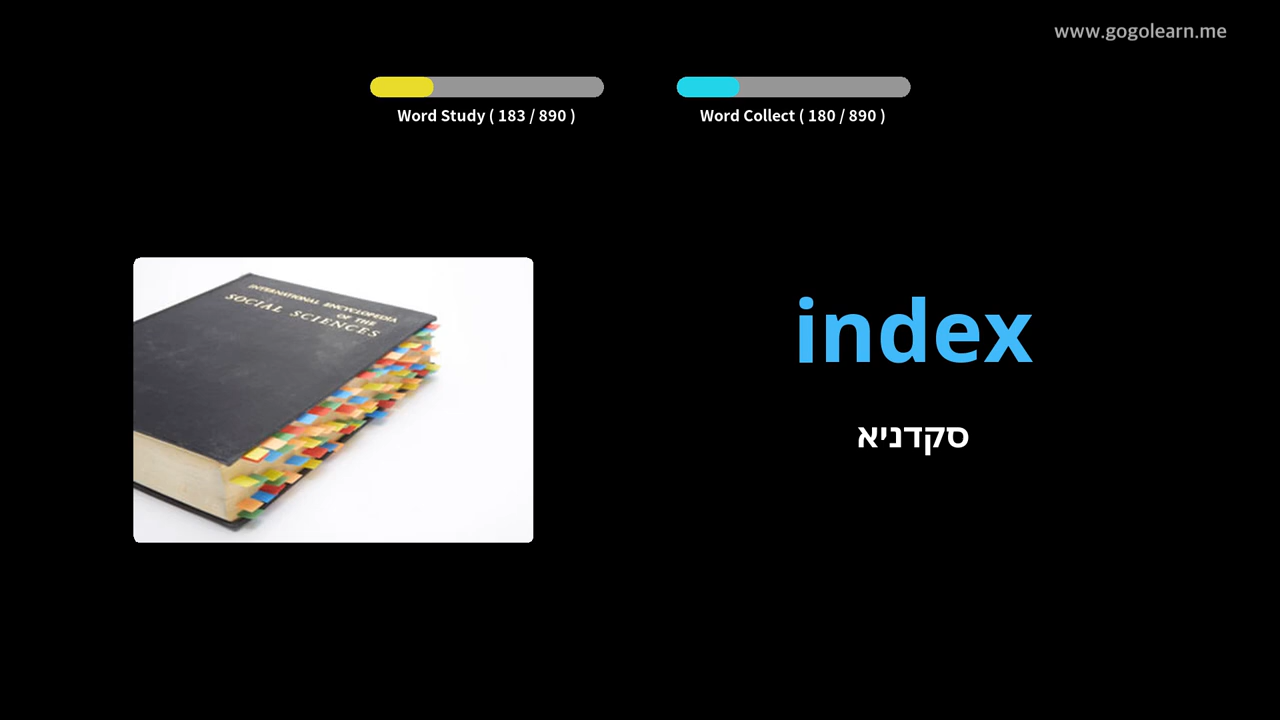 www.gogolearn.me
Word Study ( 183 / 890 )
Word Collect ( 180 / 890 )
INTERNATIONAL ENCYCLOPEDIA
OF THE
SOCIAL SCIENCES
index
סקדניא